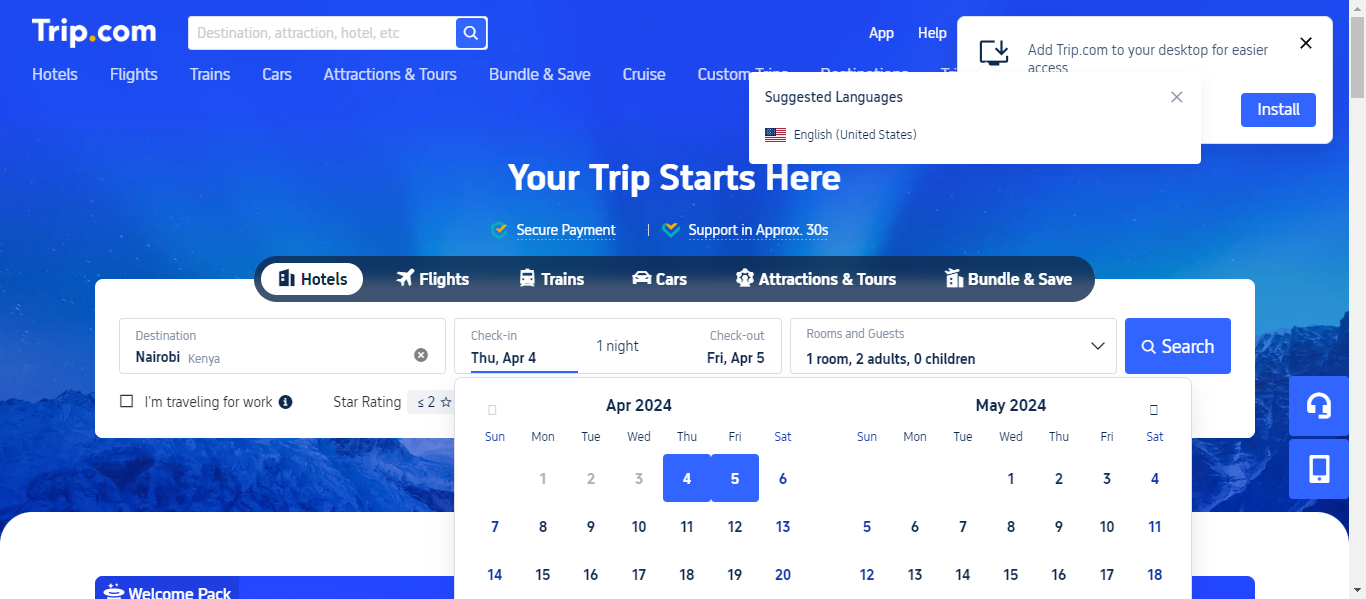 Trip.com
Destination, attraction, hotel, etc
App
Help
Add Trip.com to your desktop for easier
access
Install
Hotels
Flights
Trains
Cars
Attractions & Tours
Bundle & Save
Cruise
Custom Trips
Destinations
Suggested Languages
English (United States)
Your Trip Starts Here
Secure Payment
Support in Approx. 30s
Hotels
Flights
Trains
Cars
Attractions & Tours
Bundle & Save
Destination
Nairobi Kenya
Check-in
Thu, Apr 4
1 night
Check-out
Fri, Apr 5
Rooms and Guests
1 room, 2 adults, 0 children
Search
I'm traveling for work
Star Rating
≤ 2
Apr 2024
Sun Mon Tue Wed Thu Fri Sat
1 2 3 4 5 6
7 8 9 10 11 12 13
14 15 16 17 18 19 20
May 2024
Sun Mon Tue Wed Thu Fri Sat
1 2 3 4
5 6 7 8 9 10 11
12 13 14 15 16 17 18
Welcome Pack